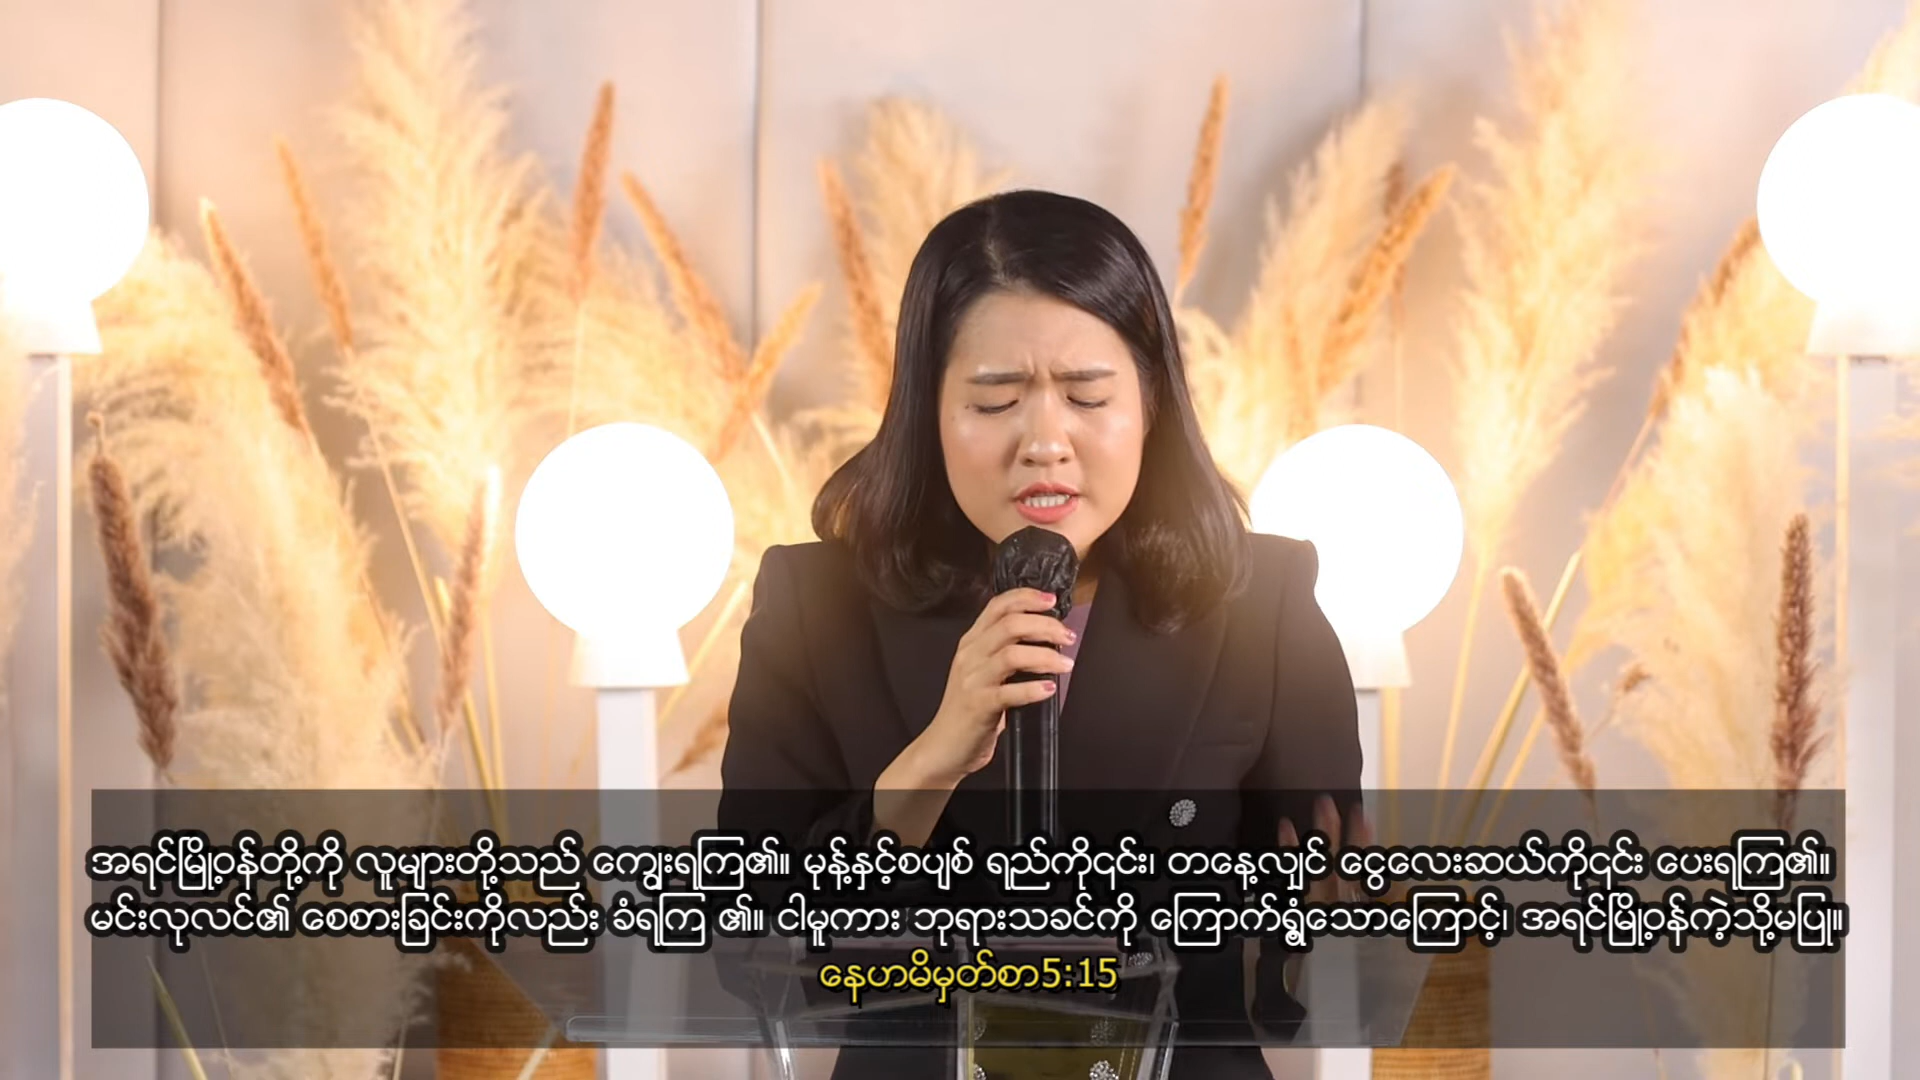 အရင်မြို့ဝန်တို့ကို လူများတို့သည် ကျွေးရကြ၏။ မုန့်နှင့်စပျစ် ရည်ကို၎င်း၊ တနေ့လျှင် ငွေလေးဆယ်ကို၎င်း ပေးရကြ၏။
မင်းလုလင်၏ စေစားခြင်းကိုလည်း ခံရကြ ၏။ ငါမူကား ဘုရားသခင်ကို ကြောက်ရွံ့သောကြောင့်၊ အရင်မြို့ဝန်ကဲ့သို့မပြု။
နေဟမိမှတ်စာ5:15